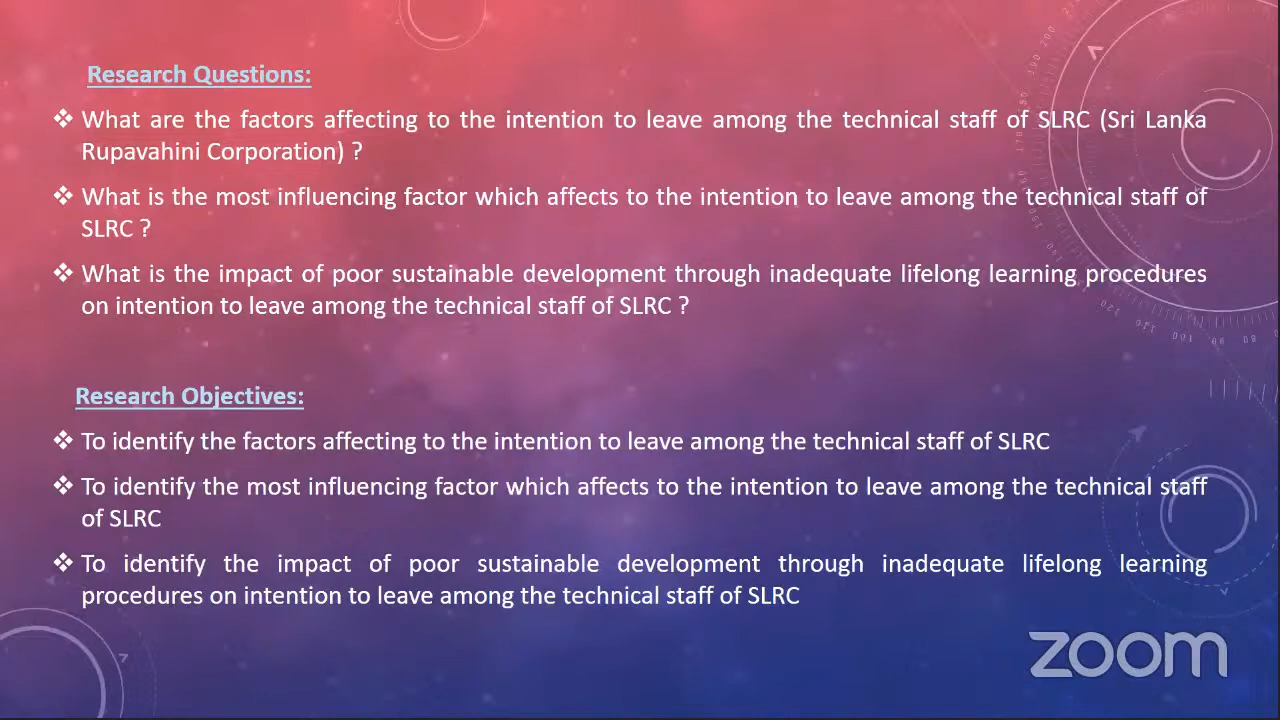 Research Questions:
❖ What are the factors affecting to the intention to leave among the technical staff of SLRC (Sri Lanka
Rupavahini Corporation) ?
❖ What is the most influencing factor which affects to the intention to leave among the technical staff of
SLRC ?
❖ What is the impact of poor sustainable development through inadequate lifelong learning procedures
on intention to leave among the technical staff of SLRC ?
Research Objectives:
❖ To identify the factors affecting to the intention to leave among the technical staff of SLRC
❖ To identify the most influencing factor which affects to the intention to leave among the technical staff
of SLRC
❖ To identify the impact of poor sustainable development through inadequate lifelong learning
procedures on intention to leave among the technical staff of SLRC
zoom